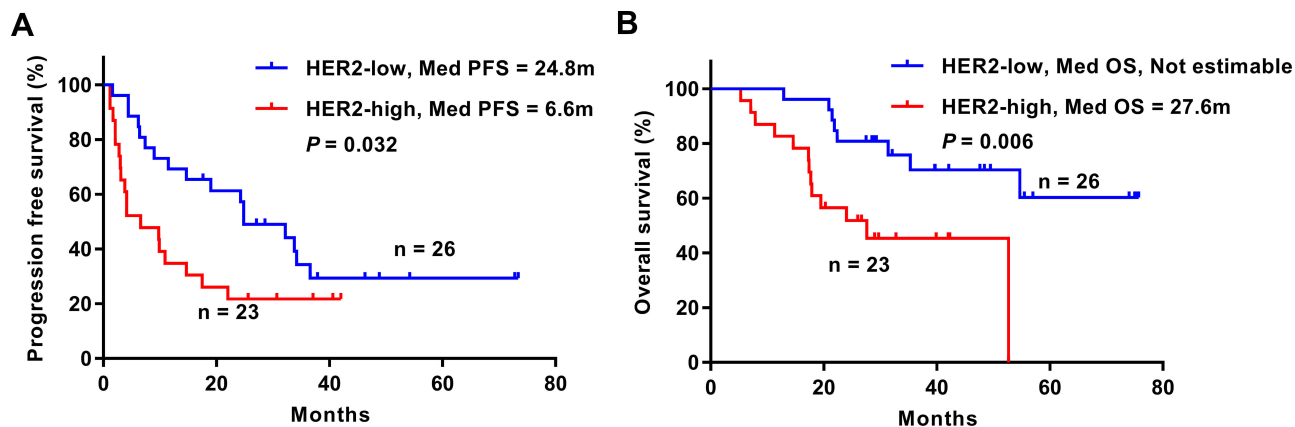 A
HER2-low, Med PFS = 24.8m
HER2-high, Med PFS = 6.6m
P = 0.032
Progression free survival (%)
100
80
60
40
20
0
n = 26
n = 23
0 20 40 60 80
Months
B
HER2-low, Med OS, Not estimable
HER2-high, Med OS = 27.6m
P = 0.006
Overall survival (%)
100
80
60
40
20
0
n = 26
n = 23
0 20 40 60 80
Months